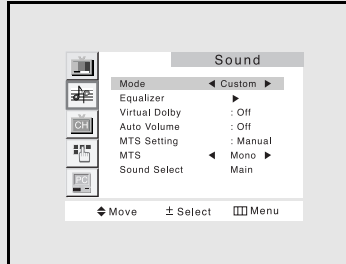 Sound
Mode ◀ Custom ▶
Equalizer ▶
Virtual Dolby : Off
Auto Volume : Off
MTS Setting : Manual
MTS ◀ Mono ▶
Sound Select Main
CH
PC
Move ± Select Menu